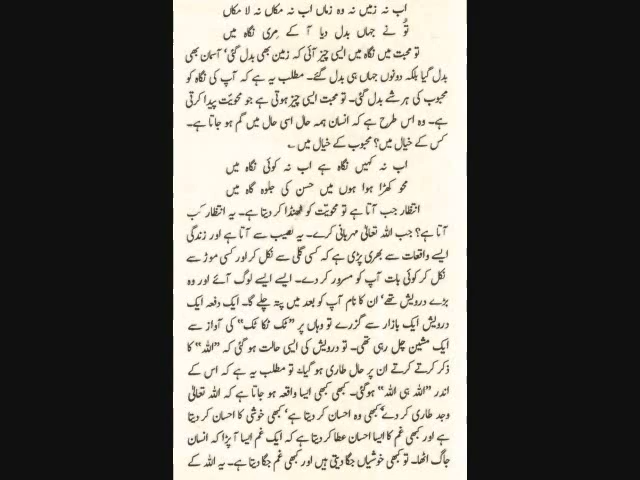 اب نہ زمیں نہ وہ زماں اب نہ مکاں نہ لا مکاں
تُو نے جہاں بدل دیا آ کے مِری نگاہ میں
تو محبت میں نگاہ میں ایسی چیز آئی کہ زمین بھی بدل گئی، آسمان بھی
بدل گیا بلکہ دونوں جہاں ہی بدل گئے۔ مطلب یہ ہے کہ آپ کی نگاہ کو
محبوب کی ہر شے بدل گئی۔ تو محبت ایسی چیز ہوتی ہے جو محویّت پیدا کرتی
ہے۔ وہ اس طرح ہے کہ انسان ہمہ حال اسی حال میں گم ہو جاتا ہے۔
کس کے خیال میں؟ محبوب کے خیال میں ؎
اب نہ کہیں نگاہ ہے اب نہ کوئی نگاہ میں
محو کھڑا ہوا ہوں میں حسن کی جلوہ گاہ میں
انتظار جب آتا ہے تو محویّت کو ٹھنڈا کر دیتا ہے۔ یہ انتظار کب
آتا ہے؟ جب اللہ تعالیٰ مہربانی کرے۔ یہ نصیب سے آتا ہے اور زندگی
ایسے واقعات سے بھری پڑی ہے کہ کسی گلی سے نکل کر اور کسی موڑ سے
نکل کر کوئی بات آپ کو مسرور کر دے۔ ایسے ایسے لوگ آئے اور وہ
بڑے درویش تھے، ان کا نام آپ کو بعد میں پتہ چلے گا۔ ایک دفعہ ایک
درویش ایک بازار سے گزرے تو وہاں پر ”ٹک ٹکا ٹک“ کی آواز سے
ایک مشین چل رہی تھی۔ تو درویش کی ایسی حالت ہو گئی کہ ”اللہ“ کا
ذکر کرتے کرتے ان پر حال طاری ہو گیا۔ تو مطلب یہ ہے کہ اس کے
اندر ”اللہ ہی اللہ“ ہو گئی۔ کبھی کبھی ایسا واقعہ ہو جاتا ہے کہ اللہ تعالیٰ
وجد طاری کر دے، کبھی وہ احسان کر دیتا ہے، کبھی خوشی کا احسان کر دیتا
ہے اور کبھی غم کا ایسا احسان عطا کر دیتا ہے کہ ایک غم ایسا آ پڑا کہ انسان
جاگ اٹھا۔ تو کبھی خوشیاں جگا دیتی ہیں اور کبھی غم جگا دیتا ہے۔ یہ اللہ کے